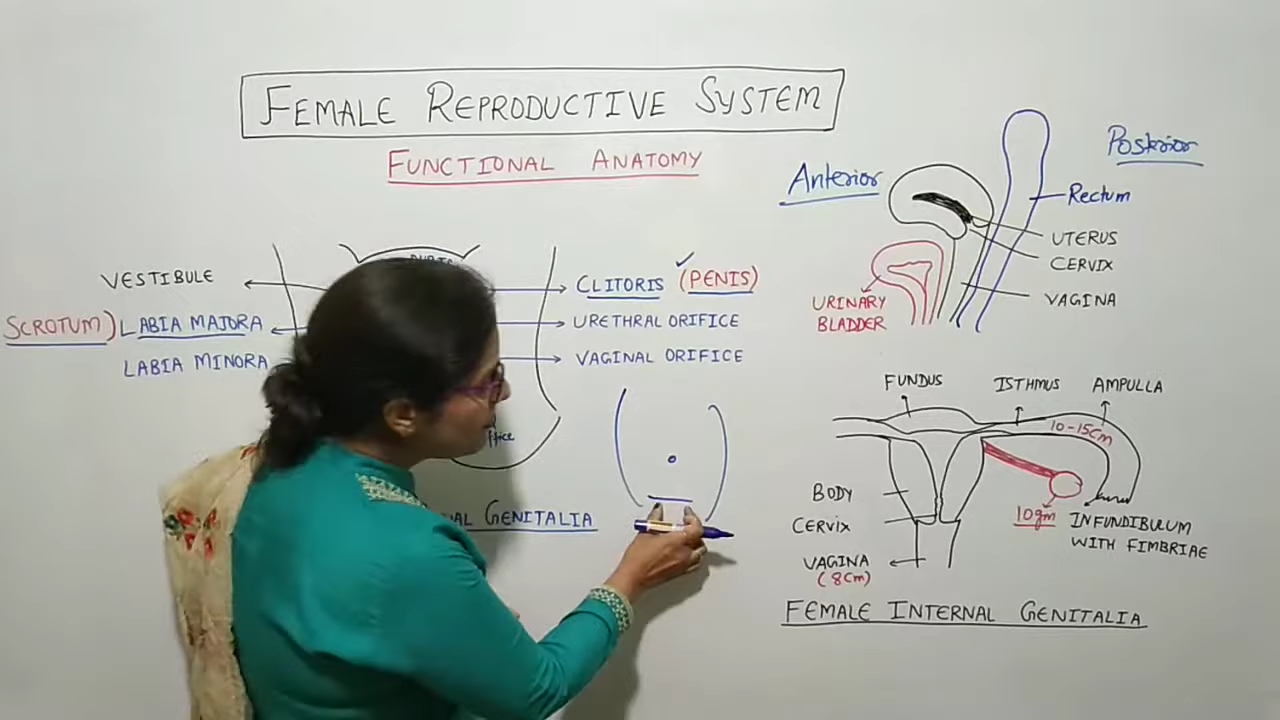 FEMALE REPRODUCTIVE SYSTEM
FUNCTIONAL ANATOMY
VESTIBULE
SCROTUM) LABIA MAJORA
LABIA MINORA
CLITORIS (PENIS)
URETHRAL ORIFICE
VAGINAL ORIFICE
GENITALIA
Anterior
Posterior
Rectum
UTERUS
CERVIX
VAGINA
URINARY
BLADDER
FUNDUS
ISTHMUS
AMPULLA
10-15cm
BODY
CERVIX
VAGINA
(8cm)
10gm
INFUNDIBULUM
WITH FIMBRIAE
FEMALE INTERNAL GENITALIA